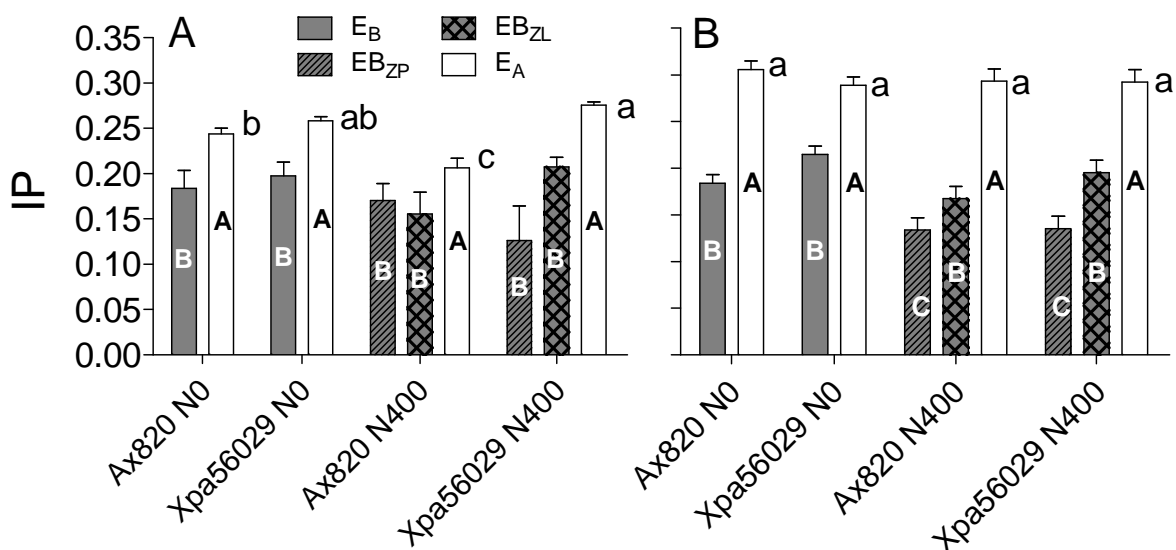 A
E_B
EB_ZL
EB_ZP
E_A
B
0.35
0.30
0.25
0.20
0.15
0.10
0.05
0.00
IP
b
ab
c
a
a
a
a
a
B
A
B
A
B
B
A
B
B
A
B
A
B
A
C
B
A
C
B
A
Ax820 N0
Xpa56029 N0
Ax820 N400
Xpa56029 N400
Ax820 N0
Xpa56029 N0
Ax820 N400
Xpa56029 N400